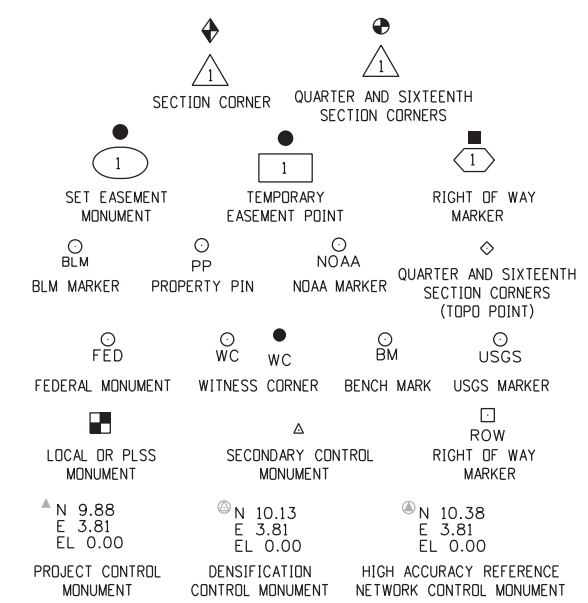 1 1
SECTION CORNER QUARTER AND SIXTEENTH
SECTION CORNERS
1 1 1
SET EASEMENT TEMPORARY RIGHT OF WAY
MONUMENT EASEMENT POINT MARKER
BLM PP NOAA
BLM MARKER PROPERTY PIN NOAA MARKER QUARTER AND SIXTEENTH
SECTION CORNERS
(TOPO POINT)
FED WC WC BM USGS
FEDERAL MONUMENT WITNESS CORNER BENCH MARK USGS MARKER
ROW
LOCAL OR PLSS SECONDARY CONTROL RIGHT OF WAY
MONUMENT MONUMENT MARKER
N 9.88 N 10.13 N 10.38
E 3.81 E 3.81 E 3.81
EL 0.00 EL 0.00 EL 0.00
PROJECT CONTROL DENSIFICATION HIGH ACCURACY REFERENCE
MONUMENT CONTROL MONUMENT NETWORK CONTROL MONUMENT